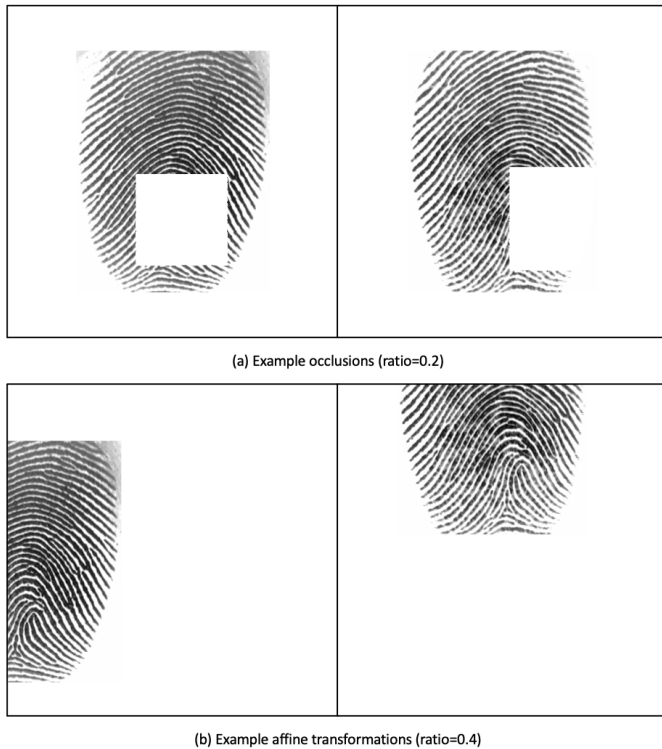 (a) Example occlusions (ratio=0.2)
(b) Example affine transformations (ratio=0.4)